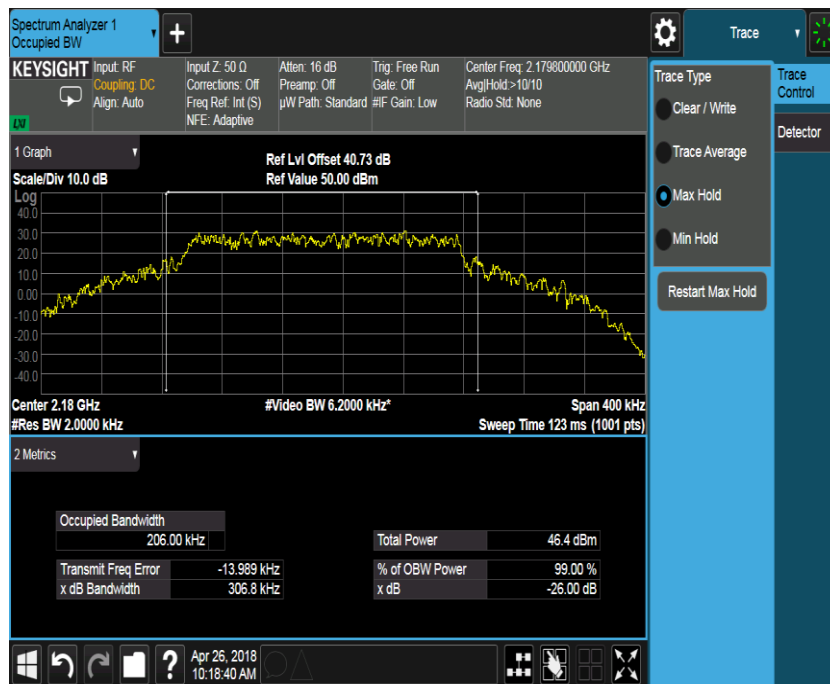 Spectrum Analyzer 1
Occupied BW
+
Trace
KEYSIGHT
Input: RF
Coupling: DC
Align: Auto
Input Z: 50 Ω
Corrections: Off
Freq Ref: Int (S)
NFE: Adaptive
Atten: 16 dB
Preamp: Off
µW Path: Standard
Trig: Free Run
Gate: Off
#IF Gain: Low
Center Freq: 2.179800000 GHz
Avg|Hold:>10/10
Radio Std: None
LXI
Trace Type
Clear / Write
Trace Average
Max Hold
Min Hold
Restart Max Hold
Trace
Control
Detector
1 Graph
Scale/Div 10.0 dB
Ref Lvl Offset 40.73 dB
Ref Value 50.00 dBm
Log
40.0
30.0
20.0
10.0
0.00
-10.0
-20.0
-30.0
-40.0
Center 2.18 GHz
#Video BW 6.2000 kHz*
Span 400 kHz
#Res BW 2.0000 kHz
Sweep Time 123 ms (1001 pts)
2 Metrics
Occupied Bandwidth
206.00 kHz
Total Power 46.4 dBm
Transmit Freq Error -13.989 kHz
% of OBW Power 99.00 %
x dB Bandwidth 306.8 kHz
x dB -26.00 dB
?
Apr 26, 2018
10:18:40 AM